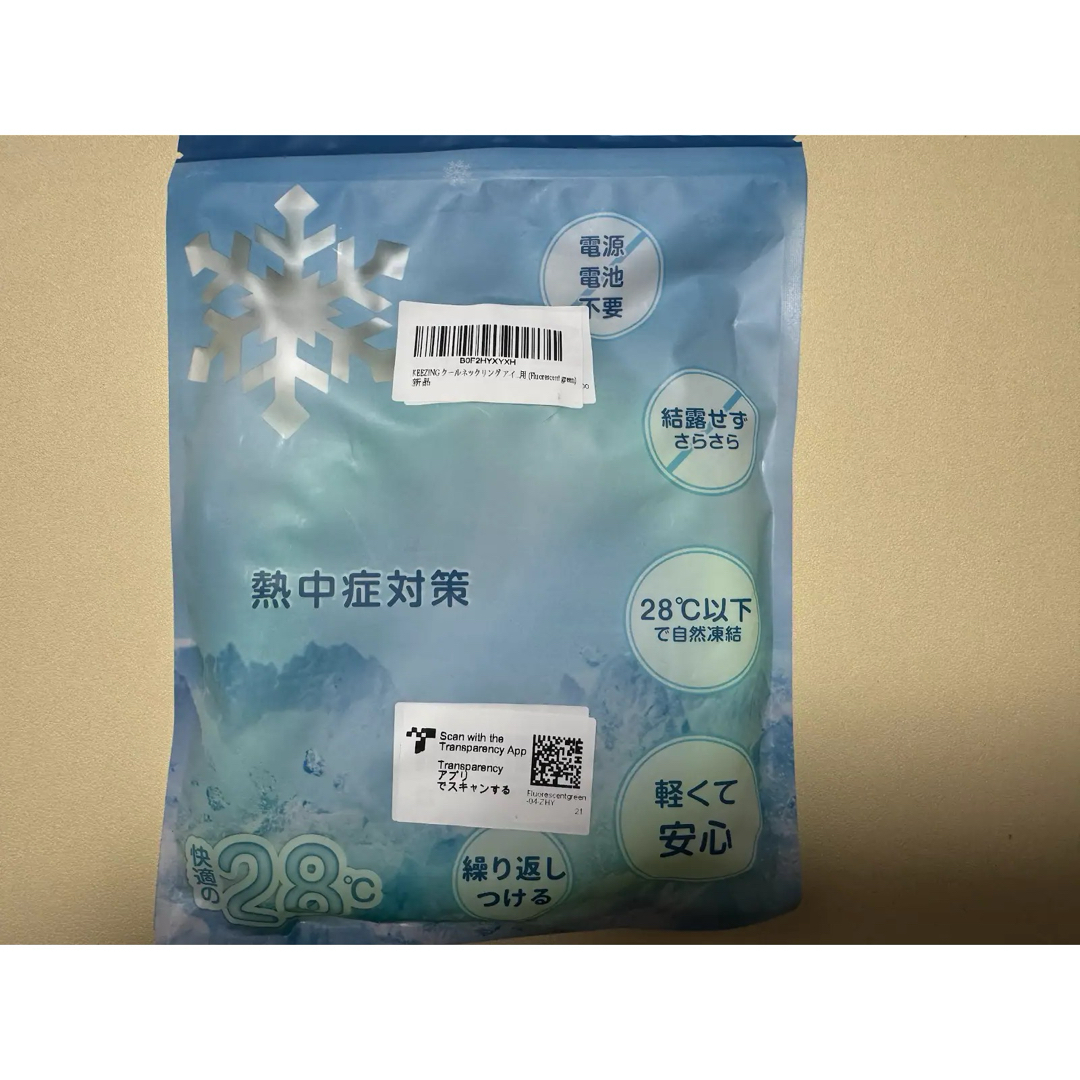 電源
電池
不要
B0F2HYXYXH
KEEZING クールネックリング アイ...用 (Fluorescent green)
新品
結露せず
さらさら
熱中症対策
28℃以下
で自然凍結
Scan with the
Transparency App
Transparency
アプリ
でスキャンする
Fluorescentgreen
-04-ZHY
21
軽くて
安心
快適の
28℃
繰り返し
つける